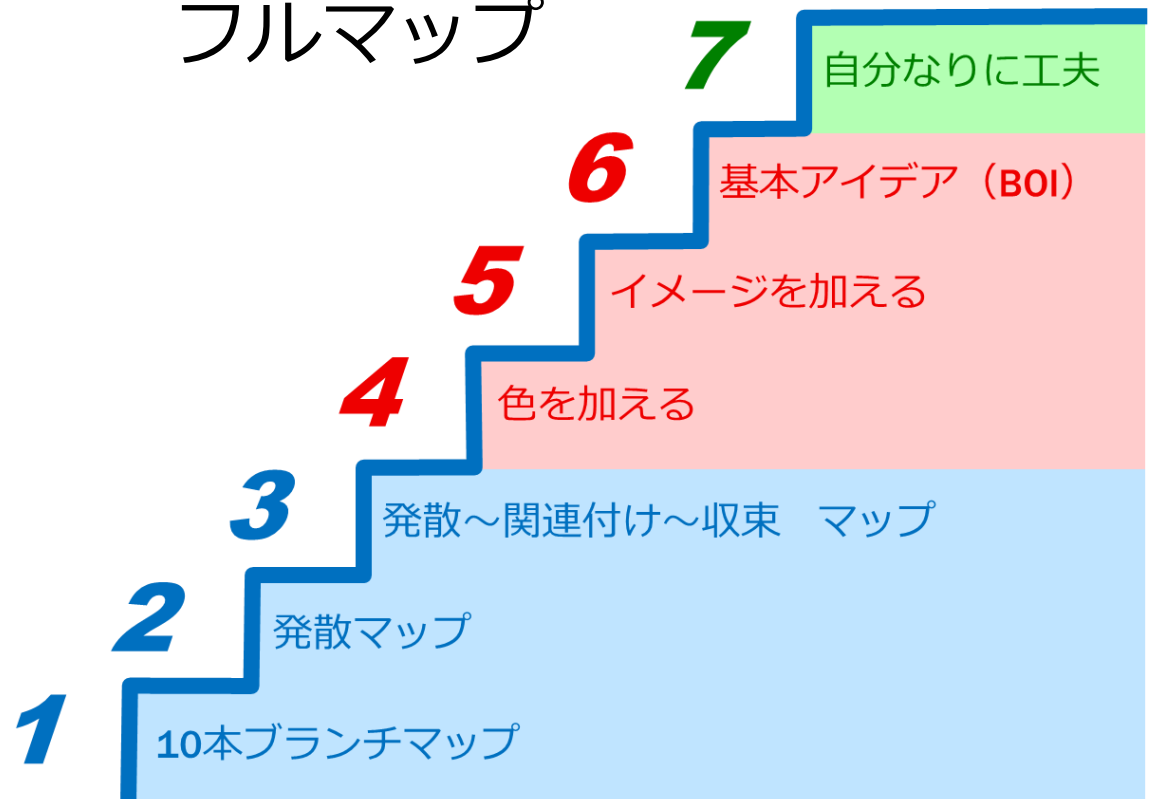 フルマップ
7
自分なりに工夫
6
基本アイデア（BOI）
5
イメージを加える
4
色を加える
3
発散～関連付け～収束　マップ
2
発散マップ
1
10本ブランチマップ